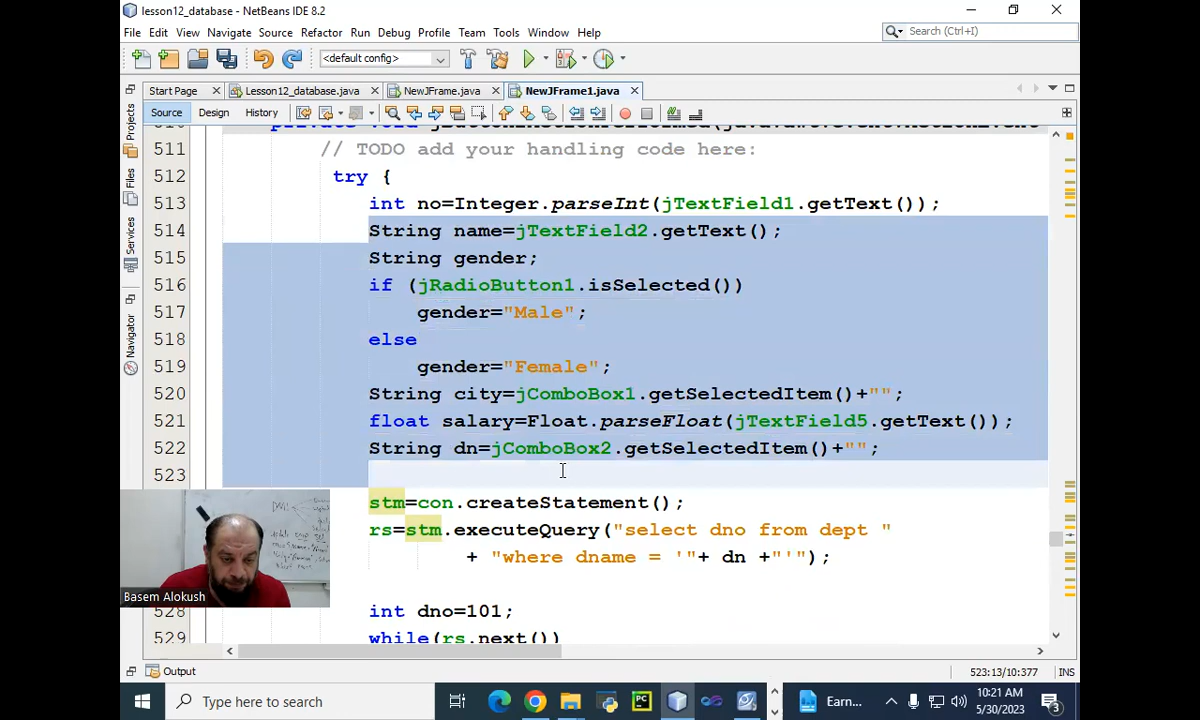 lesson12_database - NetBeans IDE 8.2
File Edit View Navigate Source Refactor Run Debug Profile Team Tools Window Help
Search (Ctrl+I)
<default config>
Start Page Lesson12_database.java NewJFrame.java NewJFrame1.java
Source Design History
Projects
Files
Services
Navigator
511 // TODO add your handling code here:
512 try {
513 int no=Integer.parseInt(jTextField1.getText());
514 String name=jTextField2.getText();
515 String gender;
516 if (jRadioButton1.isSelected())
517 gender="Male";
518 else
519 gender="Female";
520 String city=jComboBox1.getSelectedItem()+"";
521 float salary=Float.parseFloat(jTextField5.getText());
522 String dn=jComboBox2.getSelectedItem()+"";
523
stm=con.createStatement();
rs=stm.executeQuery("select dno from dept "
+ "where dname = '"+ dn +"'");
528 int dno=101;
529 while(rs.next())
Basem Alokush
Output
523:13/10:377 INS
Type here to search
Earn...
10:21 AM
5/30/2023
3